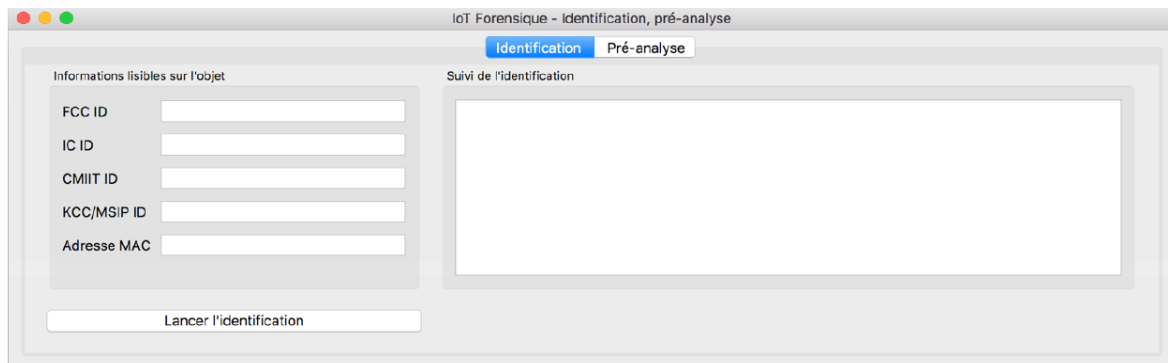 IoT Forensique - Identification, pré-analyse
Identification Pré-analyse
Informations lisibles sur l'objet
FCC ID
IC ID
CMIIT ID
KCC/MSIP ID
Adresse MAC
Lancer l'identification
Suivi de l'identification